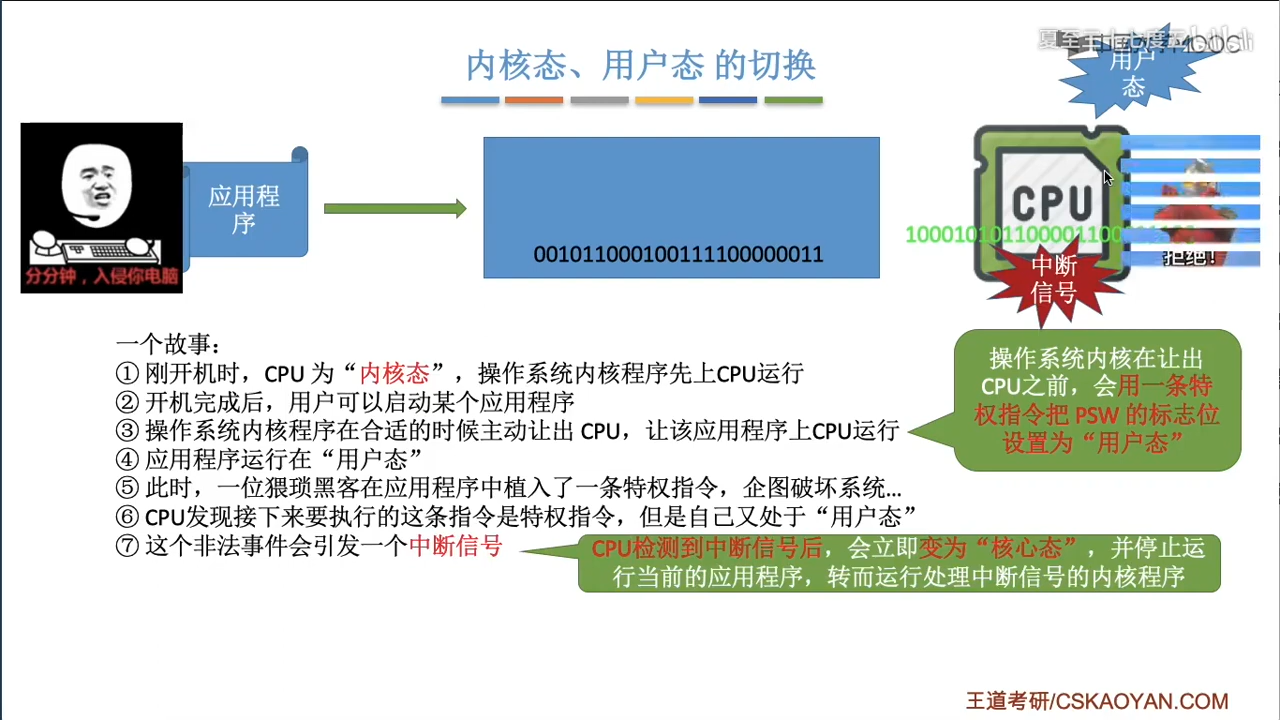 内核态、用户态 的切换
用户
态
应用程
序
分分钟，入侵你电脑
001011000100111100000011
CPU
拒绝！
中断
信号
一个故事：
① 刚开机时，CPU 为“内核态”，操作系统内核程序先上CPU运行
② 开机完成后，用户可以启动某个应用程序
③ 操作系统内核程序在合适的时候主动让出 CPU，让该应用程序上CPU运行
④ 应用程序运行在“用户态”
⑤ 此时，一位猥琐黑客在应用程序中植入了一条特权指令，企图破坏系统...
⑥ CPU发现接下来要执行的这条指令是特权指令，但是自己又处于“用户态”
⑦ 这个非法事件会引发一个中断信号
操作系统内核在让出
CPU之前，会用一条特
权指令把 PSW 的标志位
设置为“用户态”
CPU检测到中断信号后，会立即变为“核心态”，并停止运
行当前的应用程序，转而运行处理中断信号的内核程序
王道考研/CSKAOYAN.COM